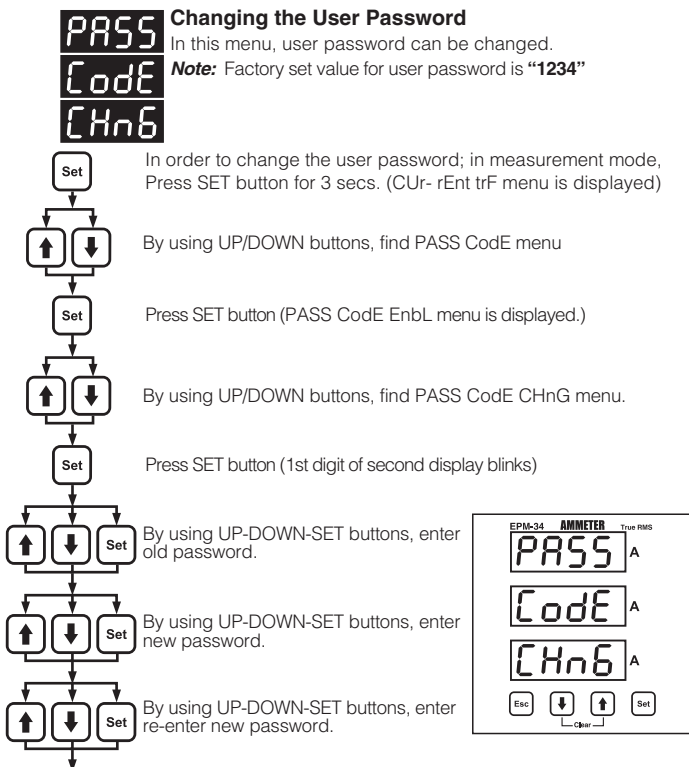 PASS
CodE
CHnG
Changing the User Password
In this menu, user password can be changed.
Note: Factory set value for user password is “1234”
Set
In order to change the user password; in measurement mode,
Press SET button for 3 secs. (CUr- rEnt trF menu is displayed)
By using UP/DOWN buttons, find PASS CodE menu
Set
Press SET button (PASS CodE EnbL menu is displayed.)
By using UP/DOWN buttons, find PASS CodE CHnG menu.
Set
Press SET button (1st digit of second display blinks)
Set
By using UP-DOWN-SET buttons, enter
old password.
Set
By using UP-DOWN-SET buttons, enter
new password.
Set
By using UP-DOWN-SET buttons, enter
re-enter new password.
EPM-34 AMMETER True RMS
PASS A
CodE A
CHnG A
Esc Set
Clear